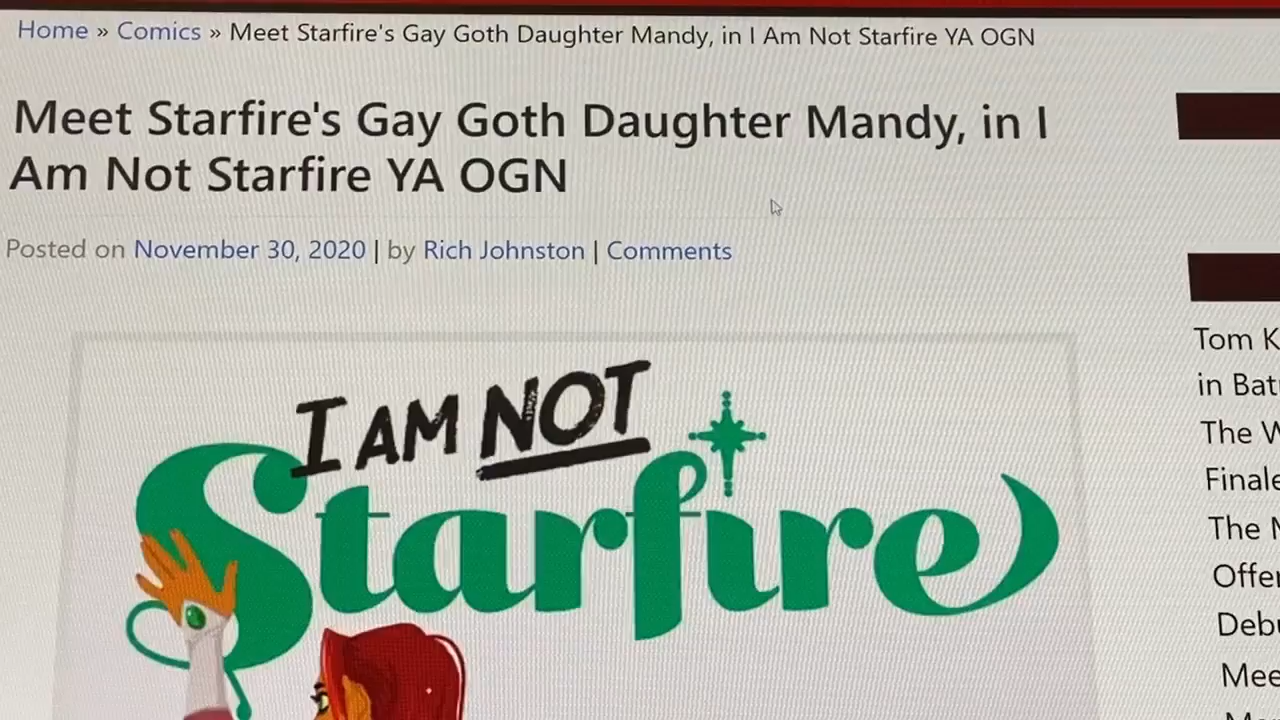 Home » Comics » Meet Starfire's Gay Goth Daughter Mandy, in I Am Not Starfire YA OGN
Meet Starfire's Gay Goth Daughter Mandy, in I
Am Not Starfire YA OGN
Posted on November 30, 2020 | by Rich Johnston | Comments
I AM NOT
Starfire
Tom K
in Bat
The W
Finale
The
Offer
Debu
Mee